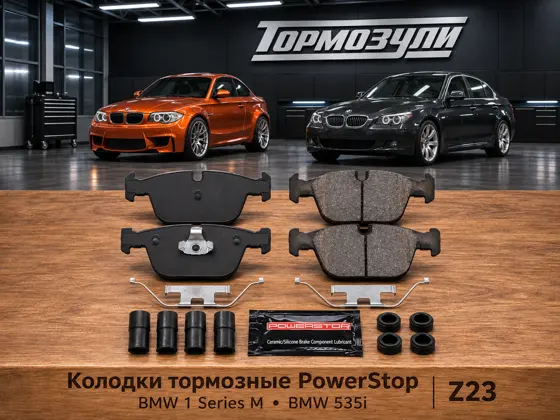 ТОРМОЗУЛИ
POWERSTOP
Ceramic/Silicone Brake Component Lubricant
Колодки тормозные PowerStop
BMW 1 Series M • BMW 535i
Z23